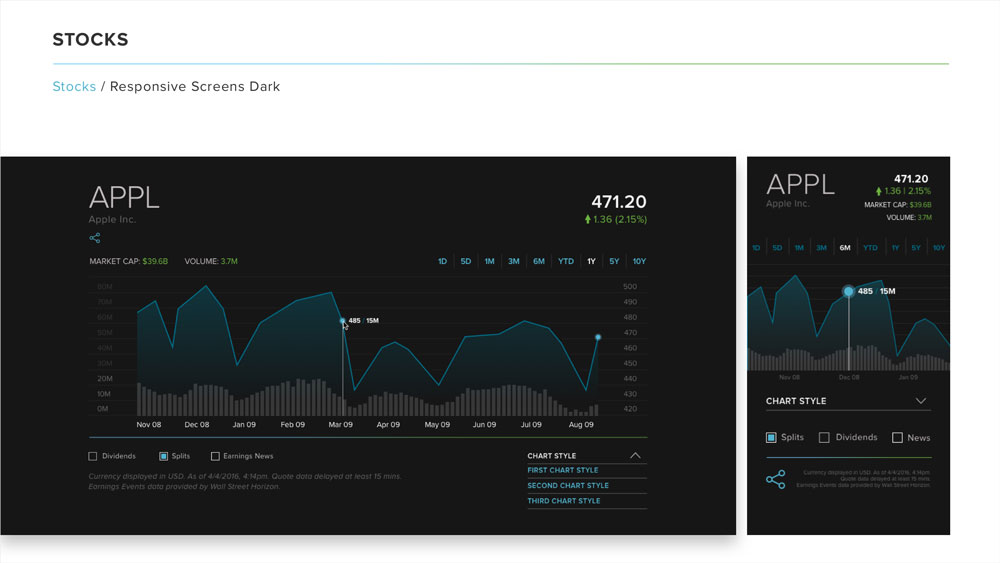 STOCKS
Stocks / Responsive Screens Dark
APPL
Apple Inc.
471.20
1.36 (2.15%)
MARKET CAP: $39.6B VOLUME: 3.7M
1D 5D 1M 3M 6M YTD 1Y 5Y 10Y
80M 500
70M 490
60M 480
485 15M
50M 470
40M 460
30M 450
20M 440
10M 430
0M 420
Nov 08 Dec 08 Jan 09 Feb 09 Mar 09 Apr 09 May 09 Jun 09 Jul 09 Aug 09
Dividends Splits Earnings News
Currency displayed in USD. As of 4/4/2016, 4:14pm. Quote data delayed at least 15 mins.
Earnings Events data provided by Wall Street Horizon.
CHART STYLE
FIRST CHART STYLE
SECOND CHART STYLE
THIRD CHART STYLE
APPL
Apple Inc.
471.20
1.36 | 2.15%
MARKET CAP: $39.6B
VOLUME: 3.7M
1D 5D 1M 3M 6M YTD 1Y 5Y 10Y
485 15M
Nov 08 Dec 08 Jan 09
CHART STYLE
Splits Dividends News
Currency displayed in USD. As of 4/4/2016, 4:14pm.
Quote data delayed at least 15 mins.
Earnings Events data provided by Wall Street Horizon.